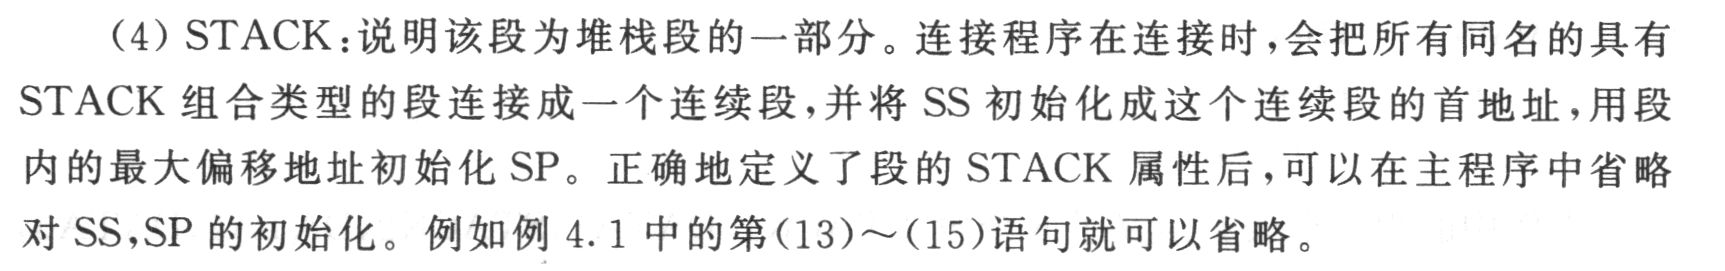 (4) STACK:说明该段为堆栈段的一部分。连接程序在连接时,会把所有同名的具有
STACK 组合类型的段连接成一个连续段,并将 SS 初始化成这个连续段的首地址,用段
内的最大偏移地址初始化 SP。正确地定义了段的 STACK 属性后,可以在主程序中省略
对 SS,SP 的初始化。例如例 4.1 中的第(13)～(15)语句就可以省略。